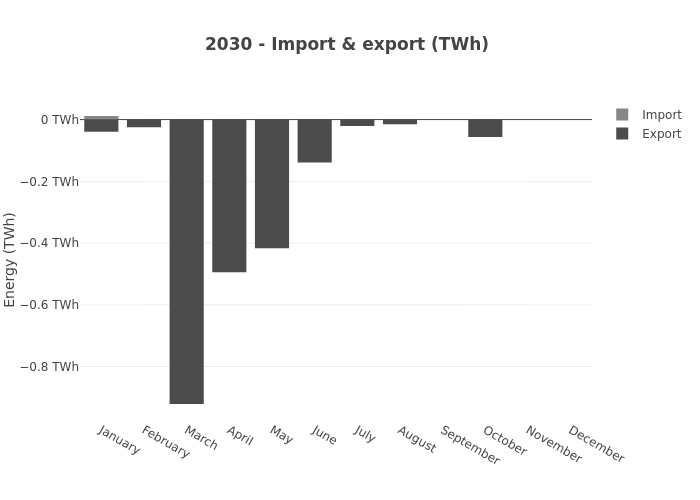 2030 - Import & export (TWh)
Import
Export
Energy (TWh)
0 TWh
−0.2 TWh
−0.4 TWh
−0.6 TWh
−0.8 TWh
January
February
March
April
May
June
July
August
September
October
November
December